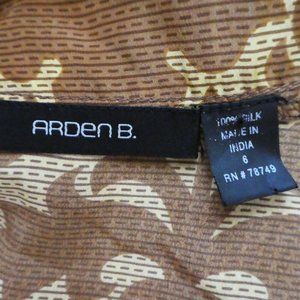 ARDEN B.
100% SILK
MADE IN
INDIA
6
RN # 78749